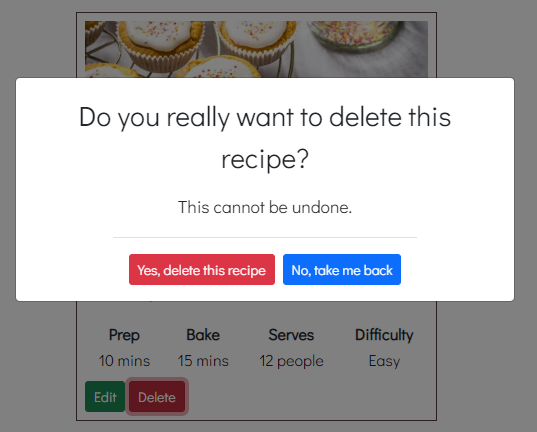 Do you really want to delete this
recipe?
This cannot be undone.
Yes, delete this recipe No, take me back
Prep Bake Serves Difficulty
10 mins 15 mins 12 people Easy
Edit Delete